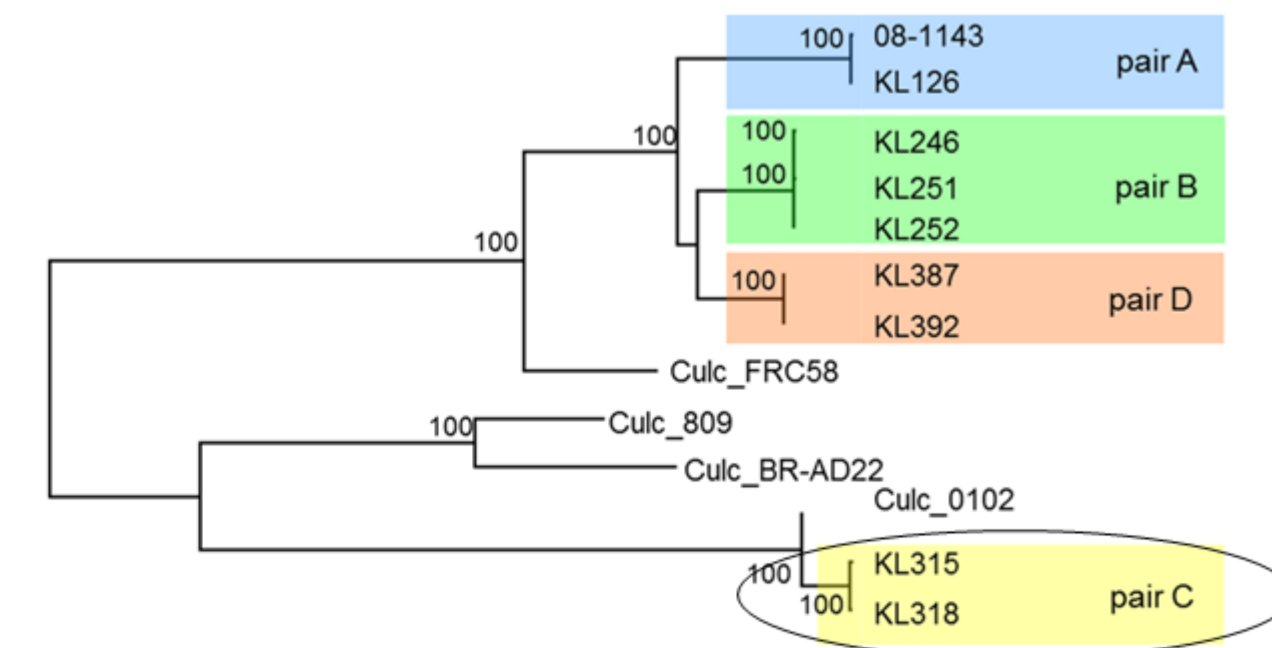 100 08-1143
KL126 pair A
100
100 KL246
100 KL251 pair B
KL252
100
100 KL387
KL392 pair D
Culc_FRC58
100 Culc_809
Culc_BR-AD22
Culc_0102
100 KL315
100 KL318 pair C